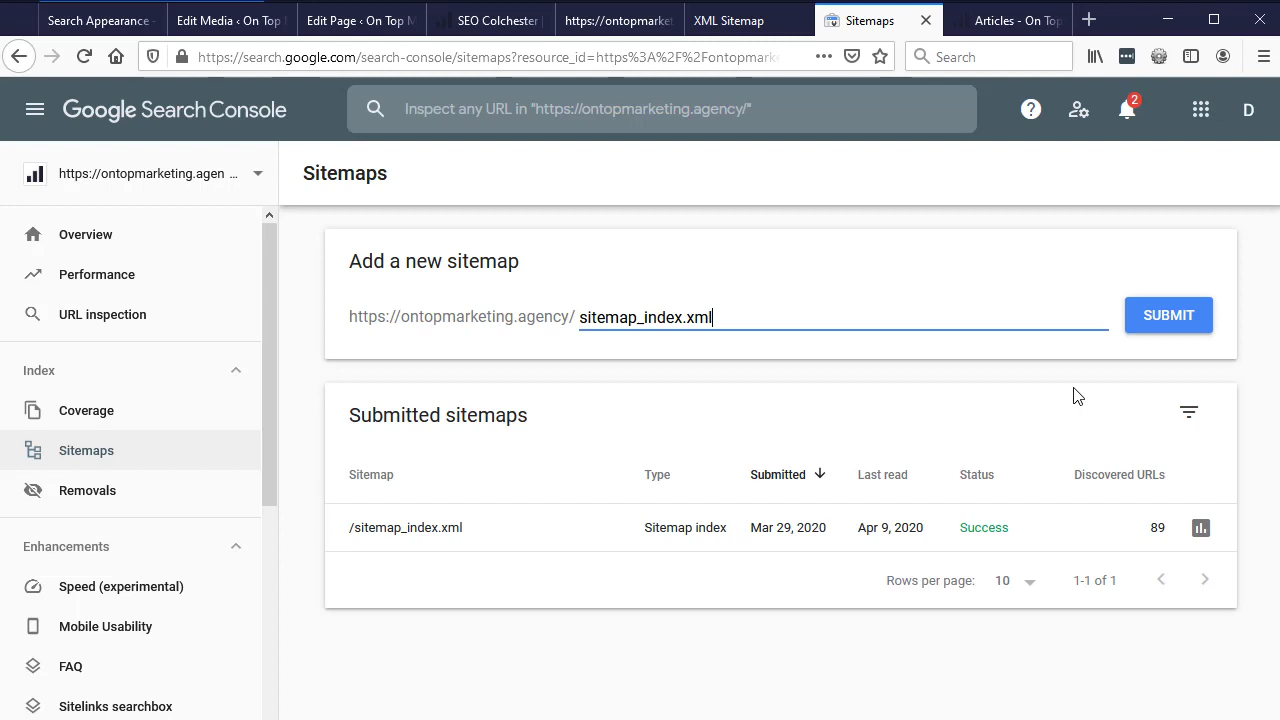 Search Appearance -
Edit Media ‹ On Top M
Edit Page ‹ On Top M
SEO Colchester
https://ontopmarket
XML Sitemap
Sitemaps
Articles - On Top
https://search.google.com/search-console/sitemaps?resource_id=https%3A%2F%2Fontopmarke
Search
Google Search Console
Inspect any URL in "https://ontopmarketing.agency/"
2
D
https://ontopmarketing.agen ...
Sitemaps
Overview
Performance
URL inspection
Index
Coverage
Sitemaps
Removals
Enhancements
Speed (experimental)
Mobile Usability
FAQ
Sitelinks searchbox
Add a new sitemap
https://ontopmarketing.agency/ sitemap_index.xml
SUBMIT
Submitted sitemaps
Sitemap Type Submitted Last read Status Discovered URLs
/sitemap_index.xml Sitemap index Mar 29, 2020 Apr 9, 2020 Success 89
Rows per page: 10 1-1 of 1